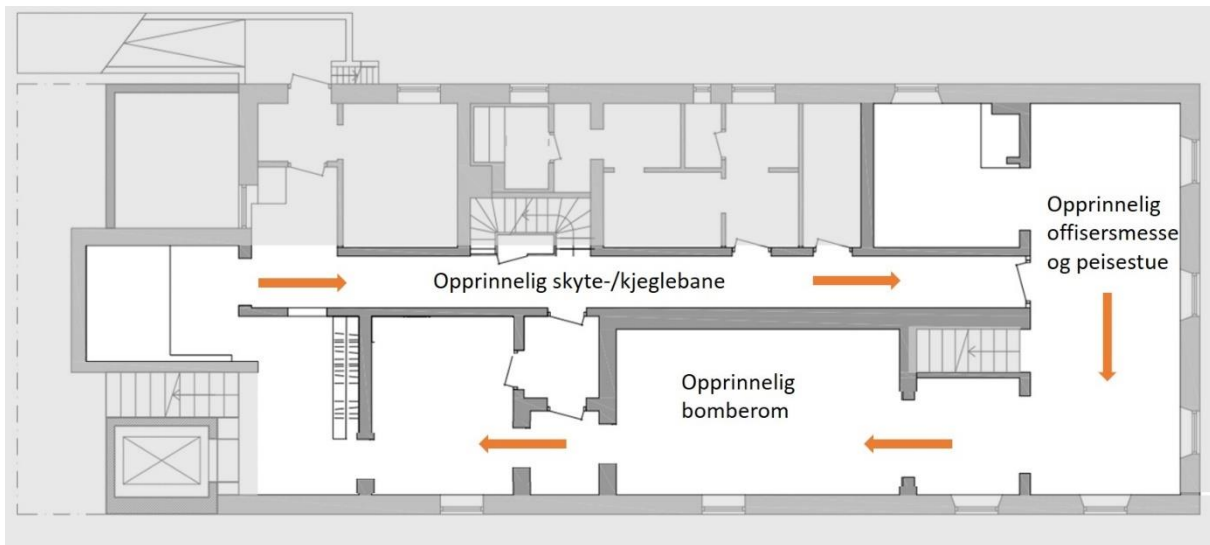 Opprinnelig
offisersmesse
og peisestue
Opprinnelig skyte-/kjeglebane
Opprinnelig
bomberom